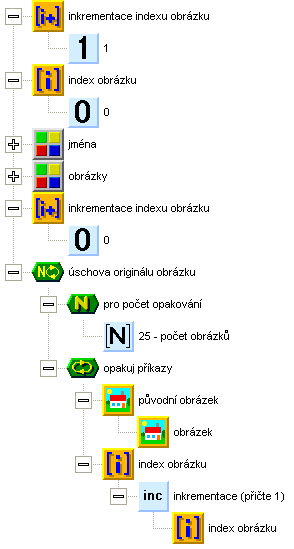 [i+] inkrementace indexu obrázku
1 1
[i] index obrázku
0 0
jména
obrázky
[i+] inkrementace indexu obrázku
0 0
N úschova originálu obrázku
N pro počet opakování
[N] 25 - počet obrázků
opakuj příkazy
původní obrázek
obrázek
[i] index obrázku
inc inkrementace (přičte 1)
[i] index obrázku